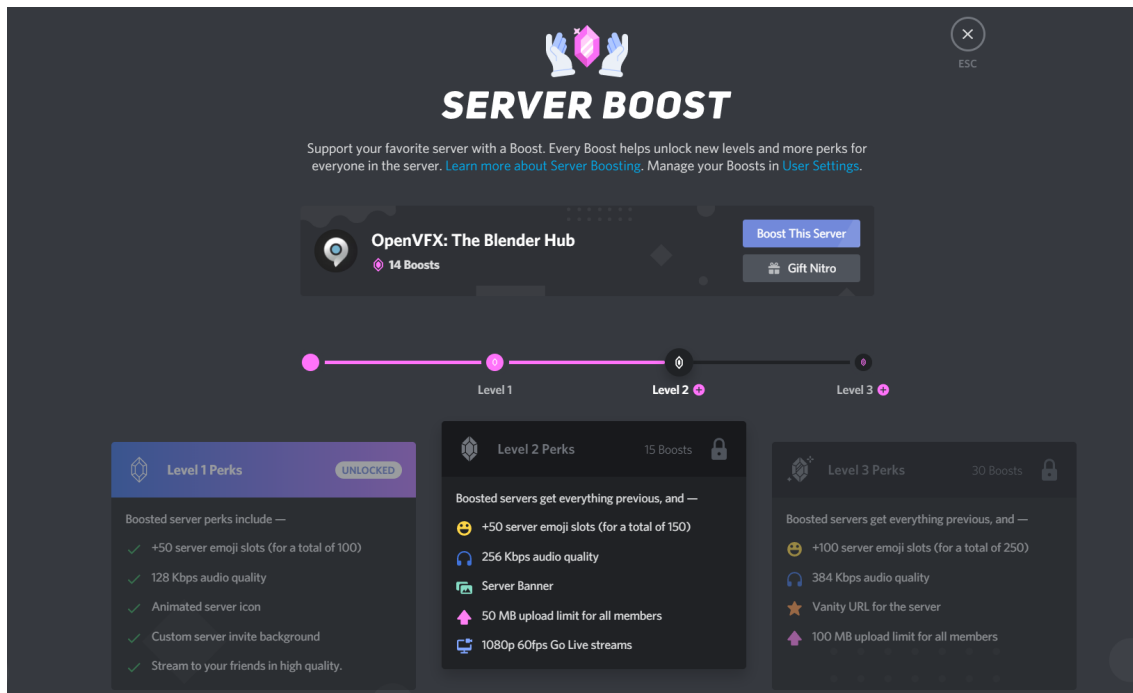 ESC
SERVER BOOST
Support your favorite server with a Boost. Every Boost helps unlock new levels and more perks for
everyone in the server. Learn more about Server Boosting. Manage your Boosts in User Settings.
OpenVFX: The Blender Hub
14 Boosts
Boost This Server
Gift Nitro
Level 1
Level 2
Level 3
Level 1 Perks
UNLOCKED
Boosted server perks include —
+50 server emoji slots (for a total of 100)
128 Kbps audio quality
Animated server icon
Custom server invite background
Stream to your friends in high quality.
Level 2 Perks
15 Boosts
Boosted servers get everything previous, and —
+50 server emoji slots (for a total of 150)
256 Kbps audio quality
Server Banner
50 MB upload limit for all members
1080p 60fps Go Live streams
Level 3 Perks
30 Boosts
Boosted servers get everything previous, and —
+100 server emoji slots (for a total of 250)
384 Kbps audio quality
Vanity URL for the server
100 MB upload limit for all members